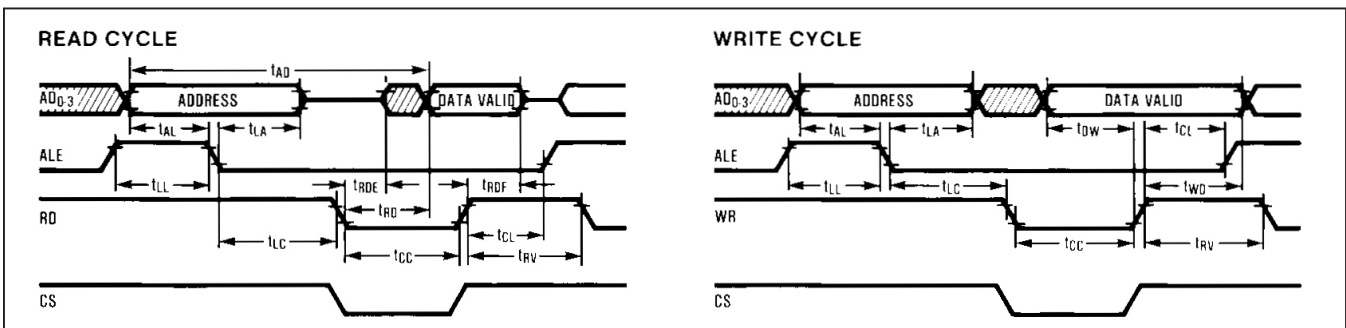 READ CYCLE
tAD
AD0-3 ADDRESS DATA VALID
tAL tLA
ALE
tLL tRDE tRDF
RD tRD
tLC tCL
tCC tRV
CS
WRITE CYCLE
AD0-3 ADDRESS DATA VALID
tAL tLA tDW tCL
ALE
tLL tLC tWD
WR
tCC tRV
CS